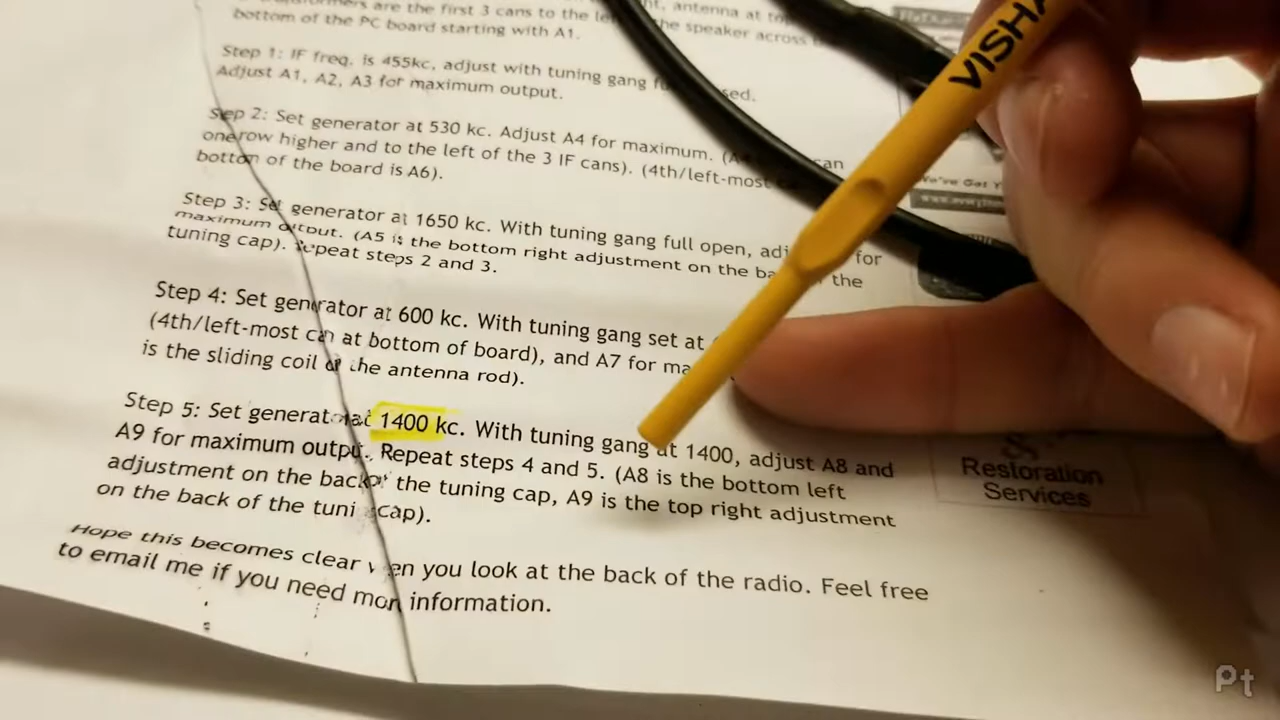 are the first 3 cans to the antenna at
bottom of the PC board starting with A1. the speaker across
Step 1: IF freq. is 455kc, adjust with tuning gang
Adjust A1, A2, A3 for maximum output.
Step 2: Set generator at 530 kc. Adjust A4 for maximum. can
one row higher and to the left of the 3 IF cans). (4th/left-most
bottom of the board is A6).
Step 3: Set generator at 1650 kc. With tuning gang full open, for
maximum output. (A5 is the bottom right adjustment on the the
tuning cap). Repeat steps 2 and 3.
Step 4: Set generator at 600 kc. With tuning gang set at
(4th/left-most can at bottom of board), and A7 for
is the sliding coil the antenna rod).
Step 5: Set generator at 1400 kc. With tuning gang at 1400, adjust A8 and
A9 for maximum output. Repeat steps 4 and 5. (A8 is the bottom left
adjustment on the back of the tuning cap, A9 is the top right adjustment
on the back of the cap).
Hope this becomes clear when you look at the back of the radio. Feel free
to email me if you need information.
VISHA
We've Got
Restoration
Services
Pt